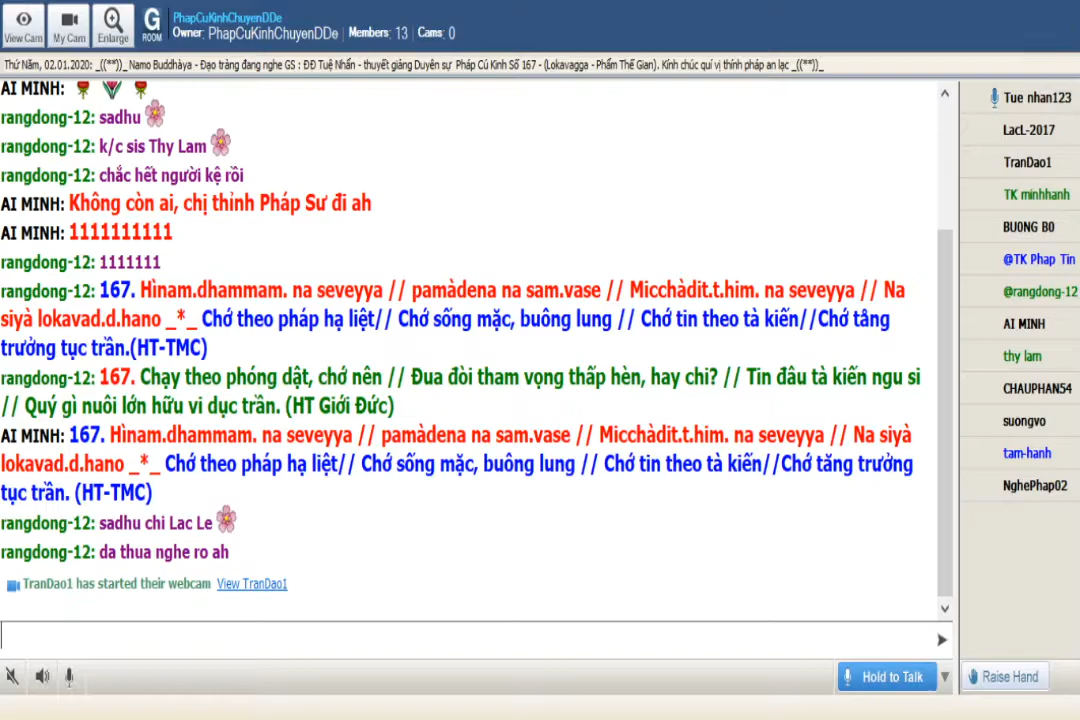 View Cam
My Cam
Enlarge
G
ROOM
PhapCuKinhChuyenDDe
Owner: PhapCuKinhChuyenDDe | Members: 13 | Cams: 0
Thứ Năm, 02.01.2020: _((**))_ Namo Buddhàya - Đạo tràng đang nghe GS : ĐĐ Tuệ Nhẫn - thuyết giảng Duyên sự Pháp Cú Kinh Số 167 - (Lokavagga - Phẩm Thế Gian). Kính chúc quí vị thính pháp an lạc _((**))_
AI MINH:
rangdong-12: sadhu
rangdong-12: k/c sis Thy Lam
rangdong-12: chắc hết người kệ rồi
AI MINH: Không còn ai, chị thỉnh Pháp Sư đi ah
AI MINH: 1111111111
rangdong-12: 1111111
rangdong-12: 167. Hìnam.dhammam. na seveyya // pamàdena na sam.vase // Micchàdit.t.him. na seveyya // Na
siyà lokavad.d.hano _*_ Chớ theo pháp hạ liệt// Chớ sống mặc, buông lung // Chớ tin theo tà kiến//Chớ tâng
trưởng tục trần.(HT-TMC)
rangdong-12: 167. Chạy theo phóng dật, chớ nên // Đua đòi tham vọng thấp hèn, hay chi? // Tin đâu tà kiến ngu si
// Quý gì nuôi lớn hữu vi dục trần. (HT Giới Đức)
AI MINH: 167. Hìnam.dhammam. na seveyya // pamàdena na sam.vase // Micchàdit.t.him. na seveyya // Na siyà
lokavad.d.hano _*_ Chớ theo pháp hạ liệt// Chớ sống mặc, buông lung // Chớ tin theo tà kiến//Chớ tăng trưởng
tục trần. (HT-TMC)
rangdong-12: sadhu chi Lac Le
rangdong-12: da thua nghe ro ah
TranDao1 has started their webcam View TranDao1
Hold to Talk
Tue nhan123
LacL-2017
TranDao1
TK minhhanh
BU0NG B0
@TK Phap Tin
@rangdong-12
AI MINH
thy lam
CHAUPHAN54
suongvo
tam-hanh
NghePhap02
Raise Hand